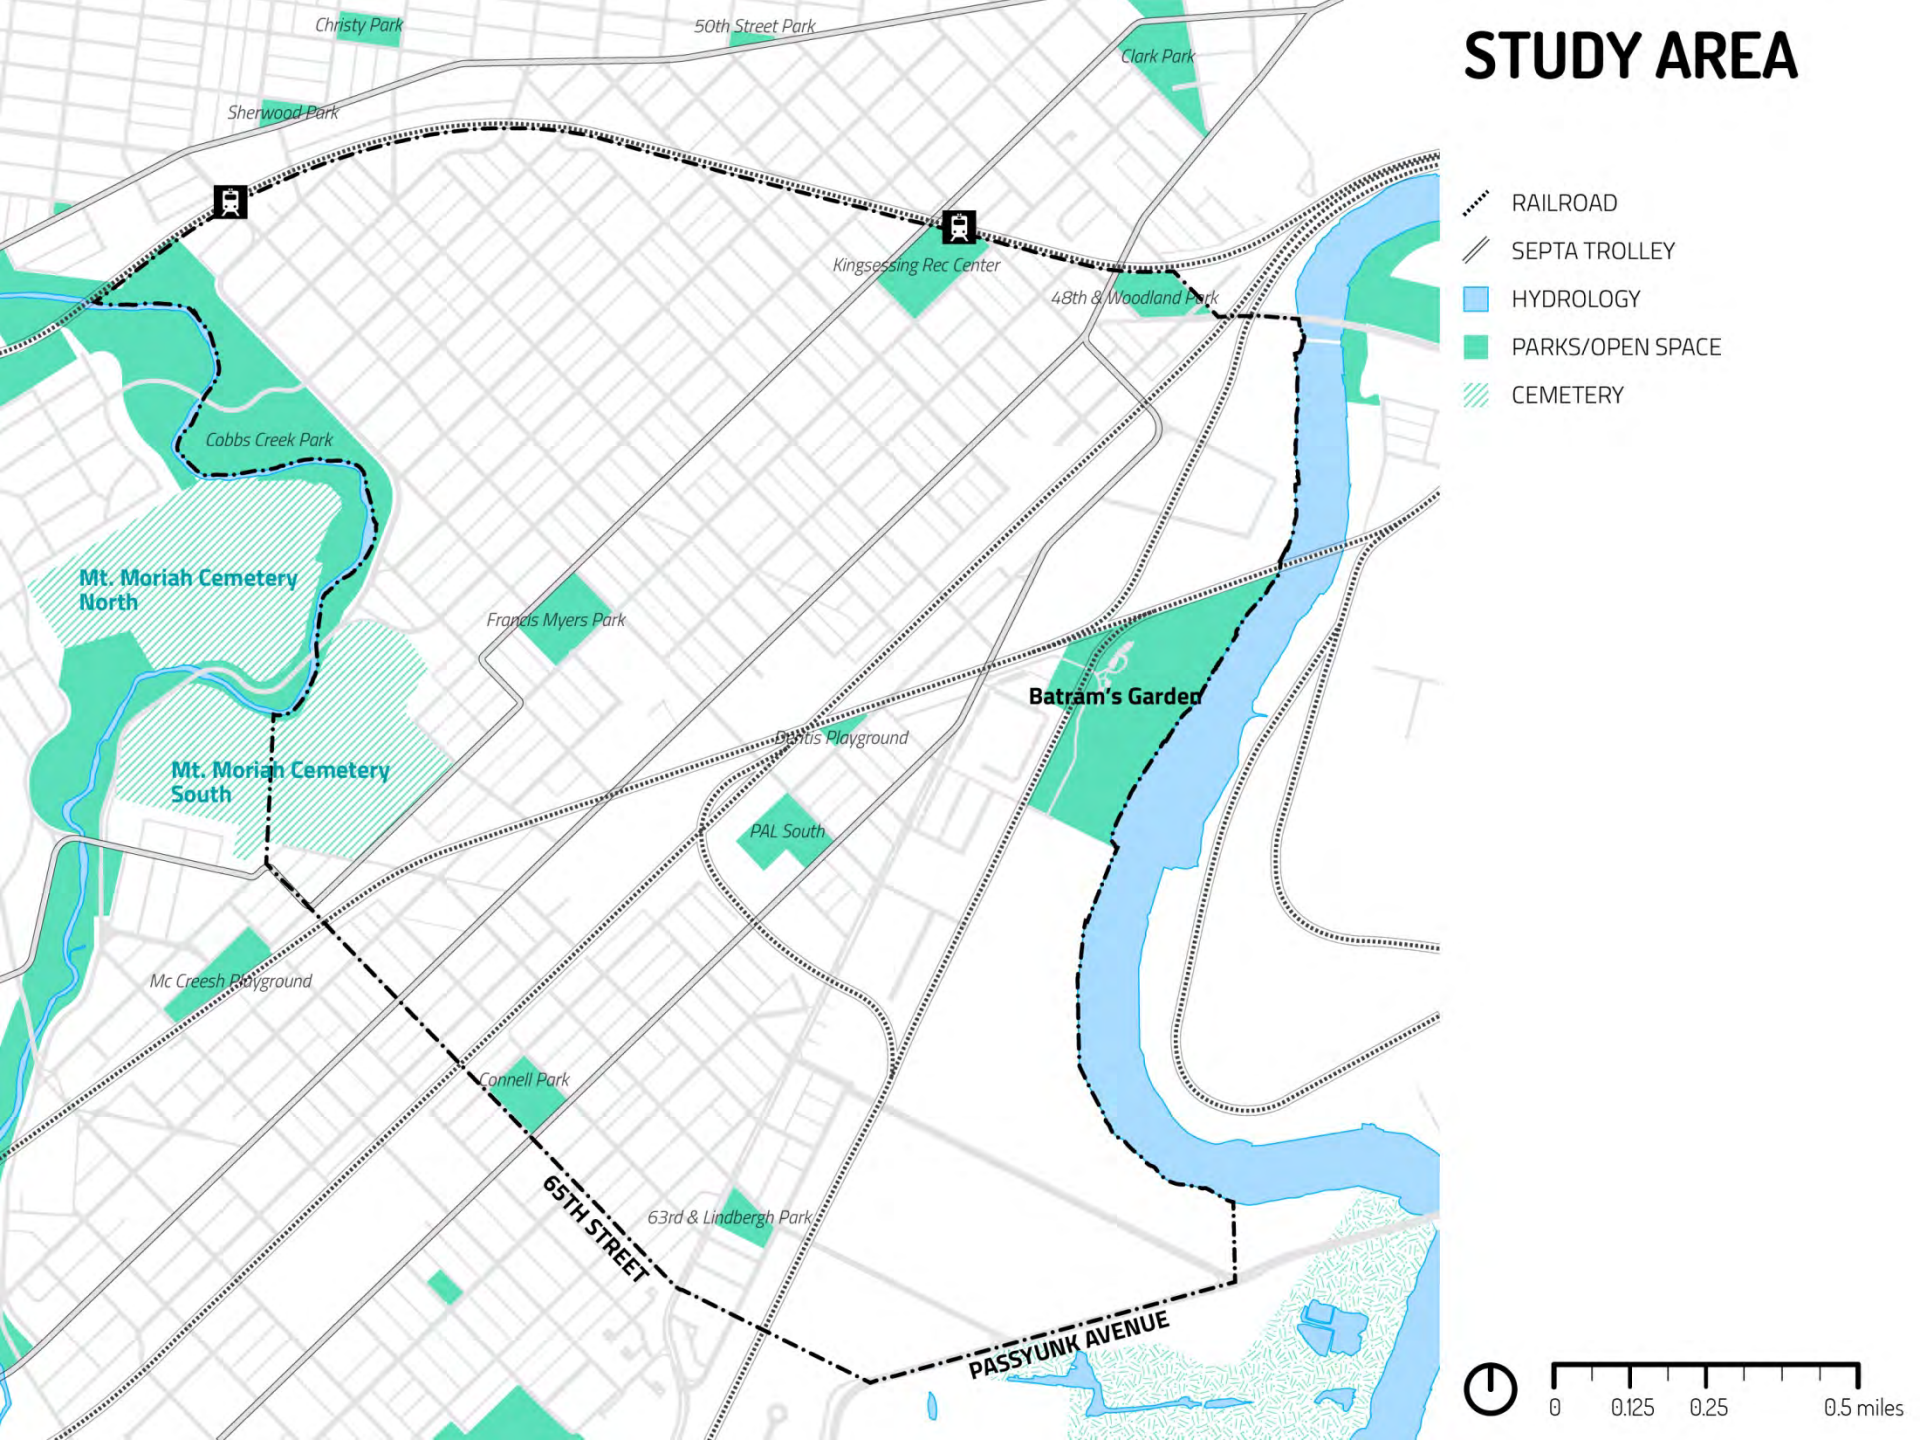 STUDY AREA
RAILROAD
SEPTA TROLLEY
HYDROLOGY
PARKS/OPEN SPACE
CEMETERY
Christy Park
50th Street Park
Clark Park
Sherwood Park
Kingsessing Rec Center
48th & Woodland Park
Cobbs Creek Park
Mt. Moriah Cemetery
North
Francis Myers Park
Batram's Garden
Dentis Playground
Mt. Moriah Cemetery
South
PAL South
Mc Creesh Playground
Connell Park
65TH STREET
63rd & Lindbergh Park
PASSYUNK AVENUE
0 0.125 0.25 0.5 miles